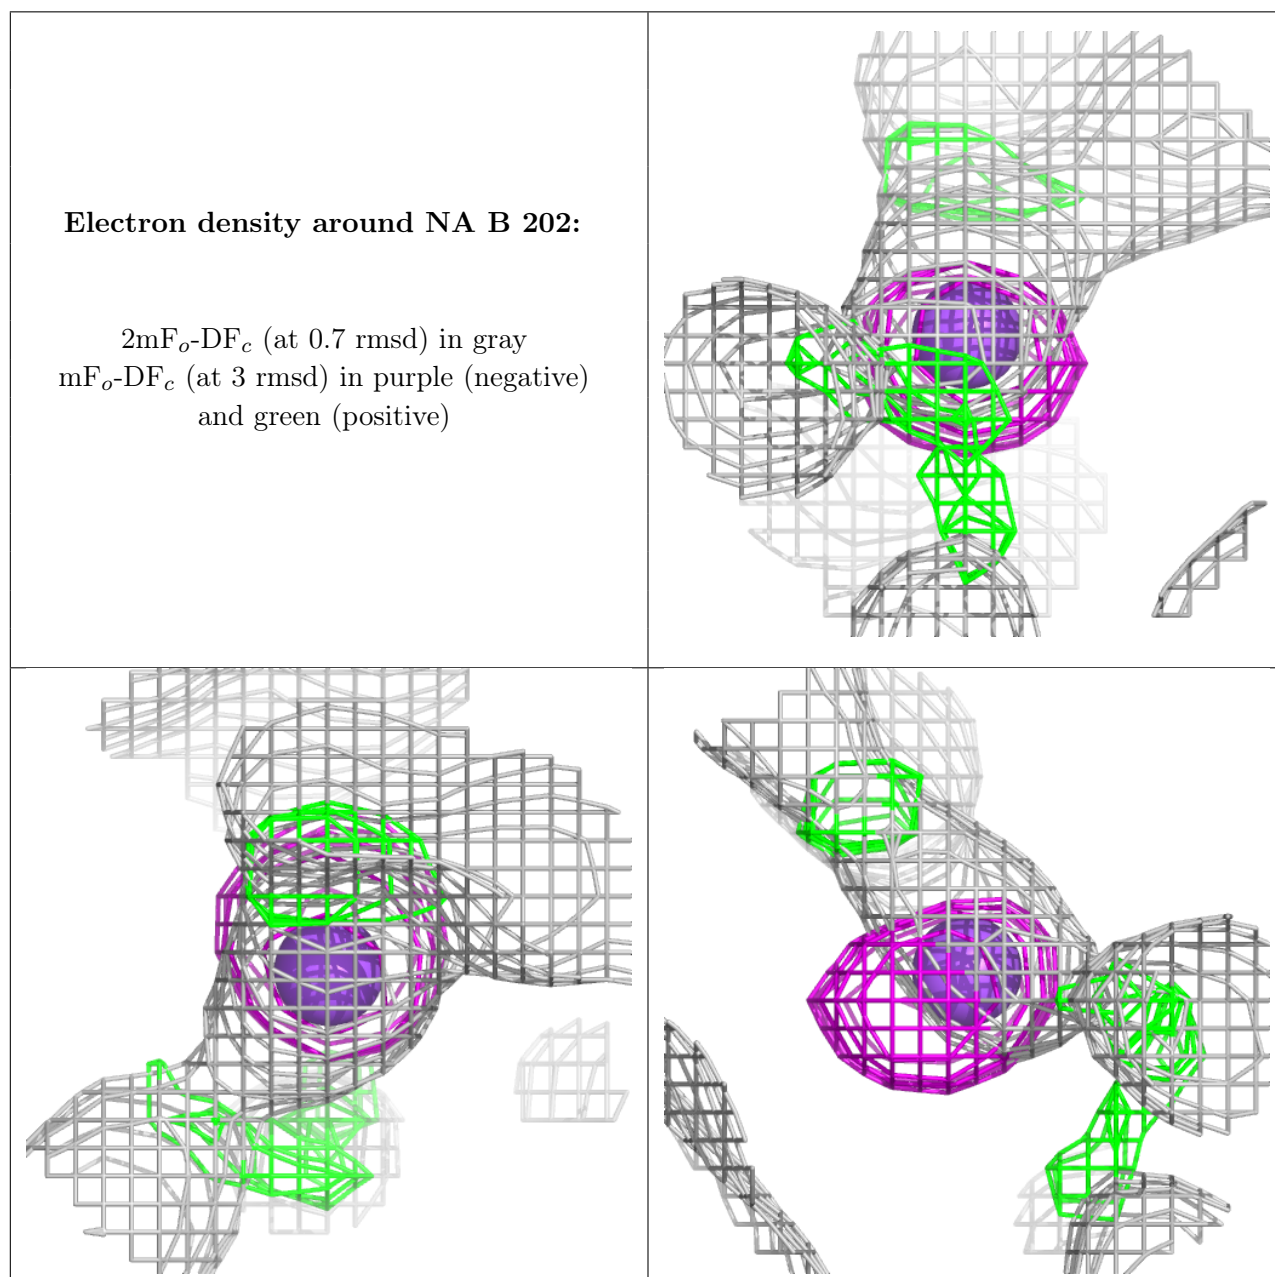 Electron density around NA B 202:
2mFo-DFc (at 0.7 rmsd) in gray
mFo-DFc (at 3 rmsd) in purple (negative)
and green (positive)